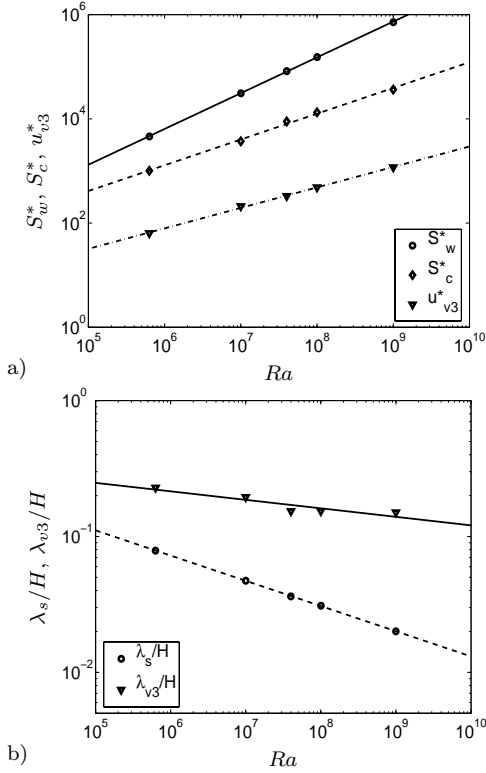 10^6
10^4
10^2
10^0
S*_w, S*_c, u*_v3
S*_w
S*_c
u*_v3
10^5 10^6 10^7 10^8 10^9 10^10
Ra
a)
10^0
10^-1
10^-2
λ_s/H, λ_v3/H
λ_s/H
λ_v3/H
10^5 10^6 10^7 10^8 10^9 10^10
Ra
b)